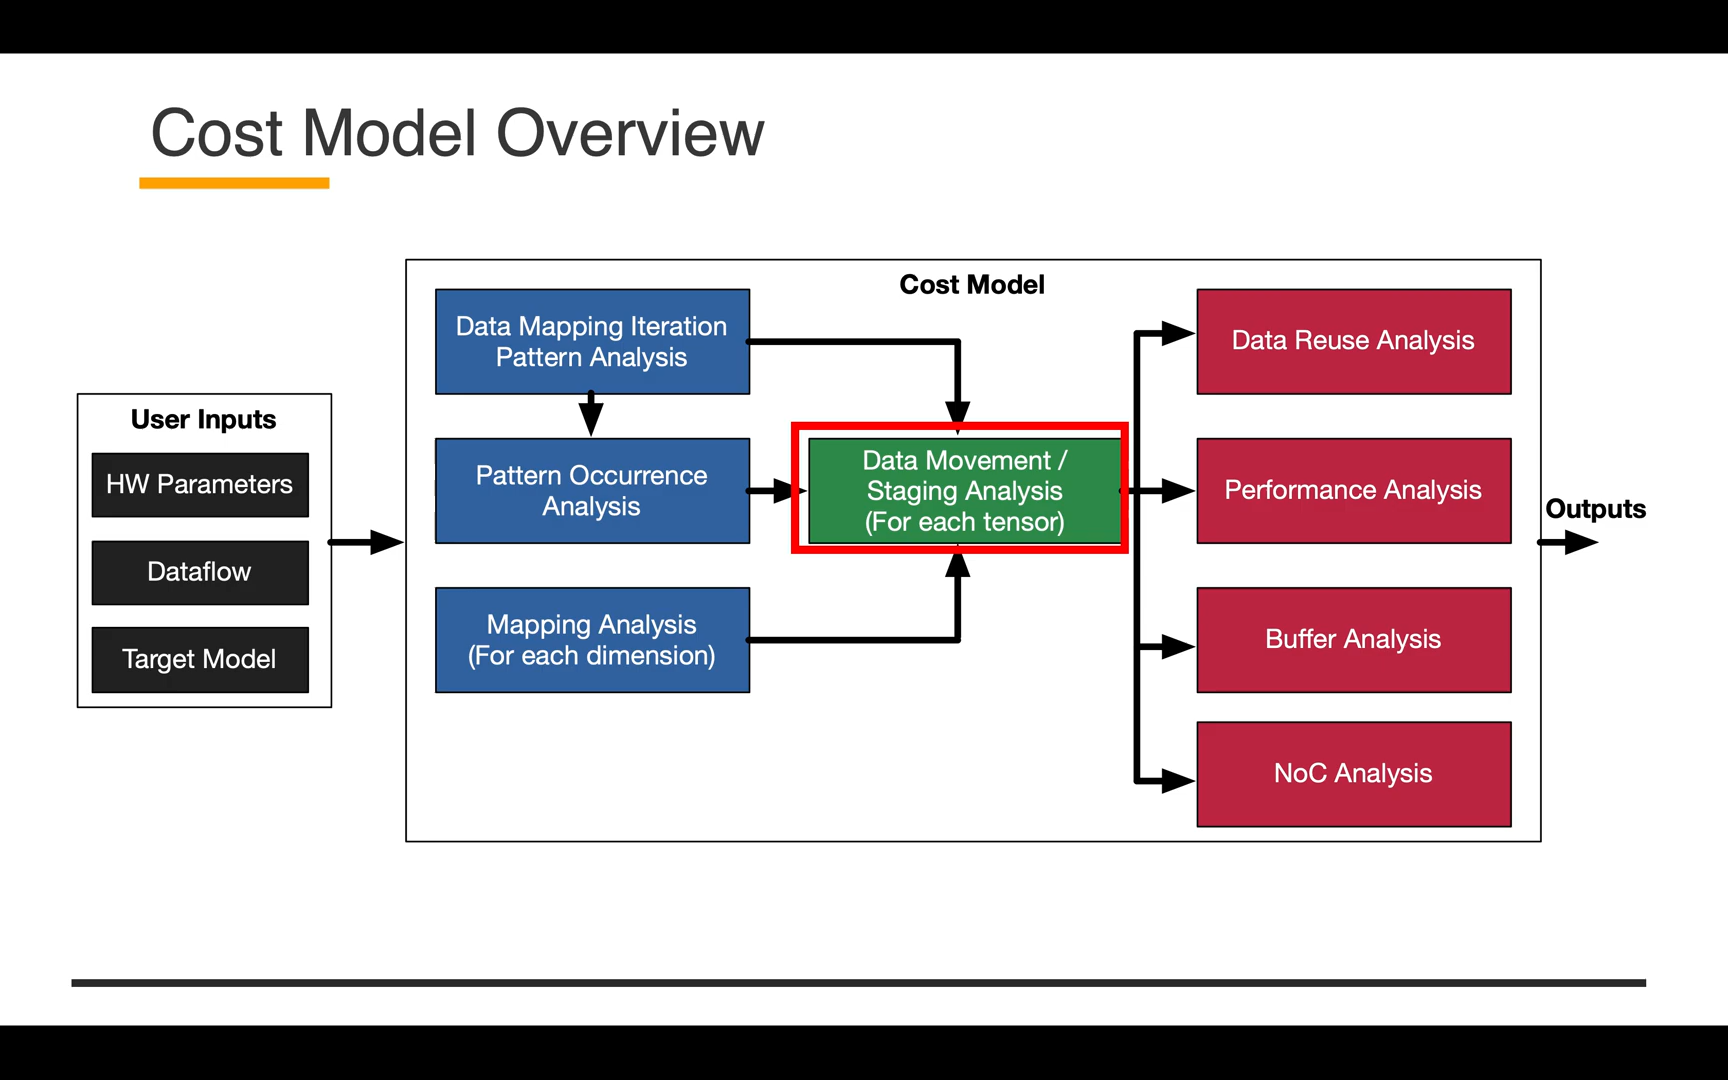 Cost Model Overview
Cost Model
User Inputs
HW Parameters
Dataflow
Target Model
Data Mapping Iteration
Pattern Analysis
Pattern Occurrence
Analysis
Mapping Analysis
(For each dimension)
Data Movement /
Staging Analysis
(For each tensor)
Data Reuse Analysis
Performance Analysis
Buffer Analysis
NoC Analysis
Outputs